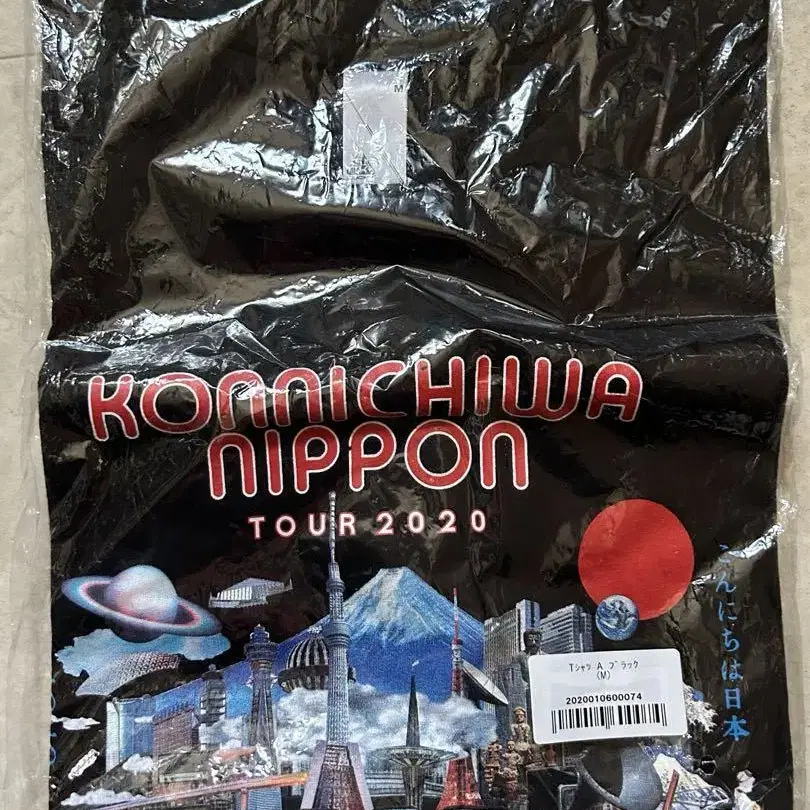 M
KONNICHIWA
NIPPON
TOUR 2020
こんにちは日本
Tシャツ A ブラック
(M)
2020010600074